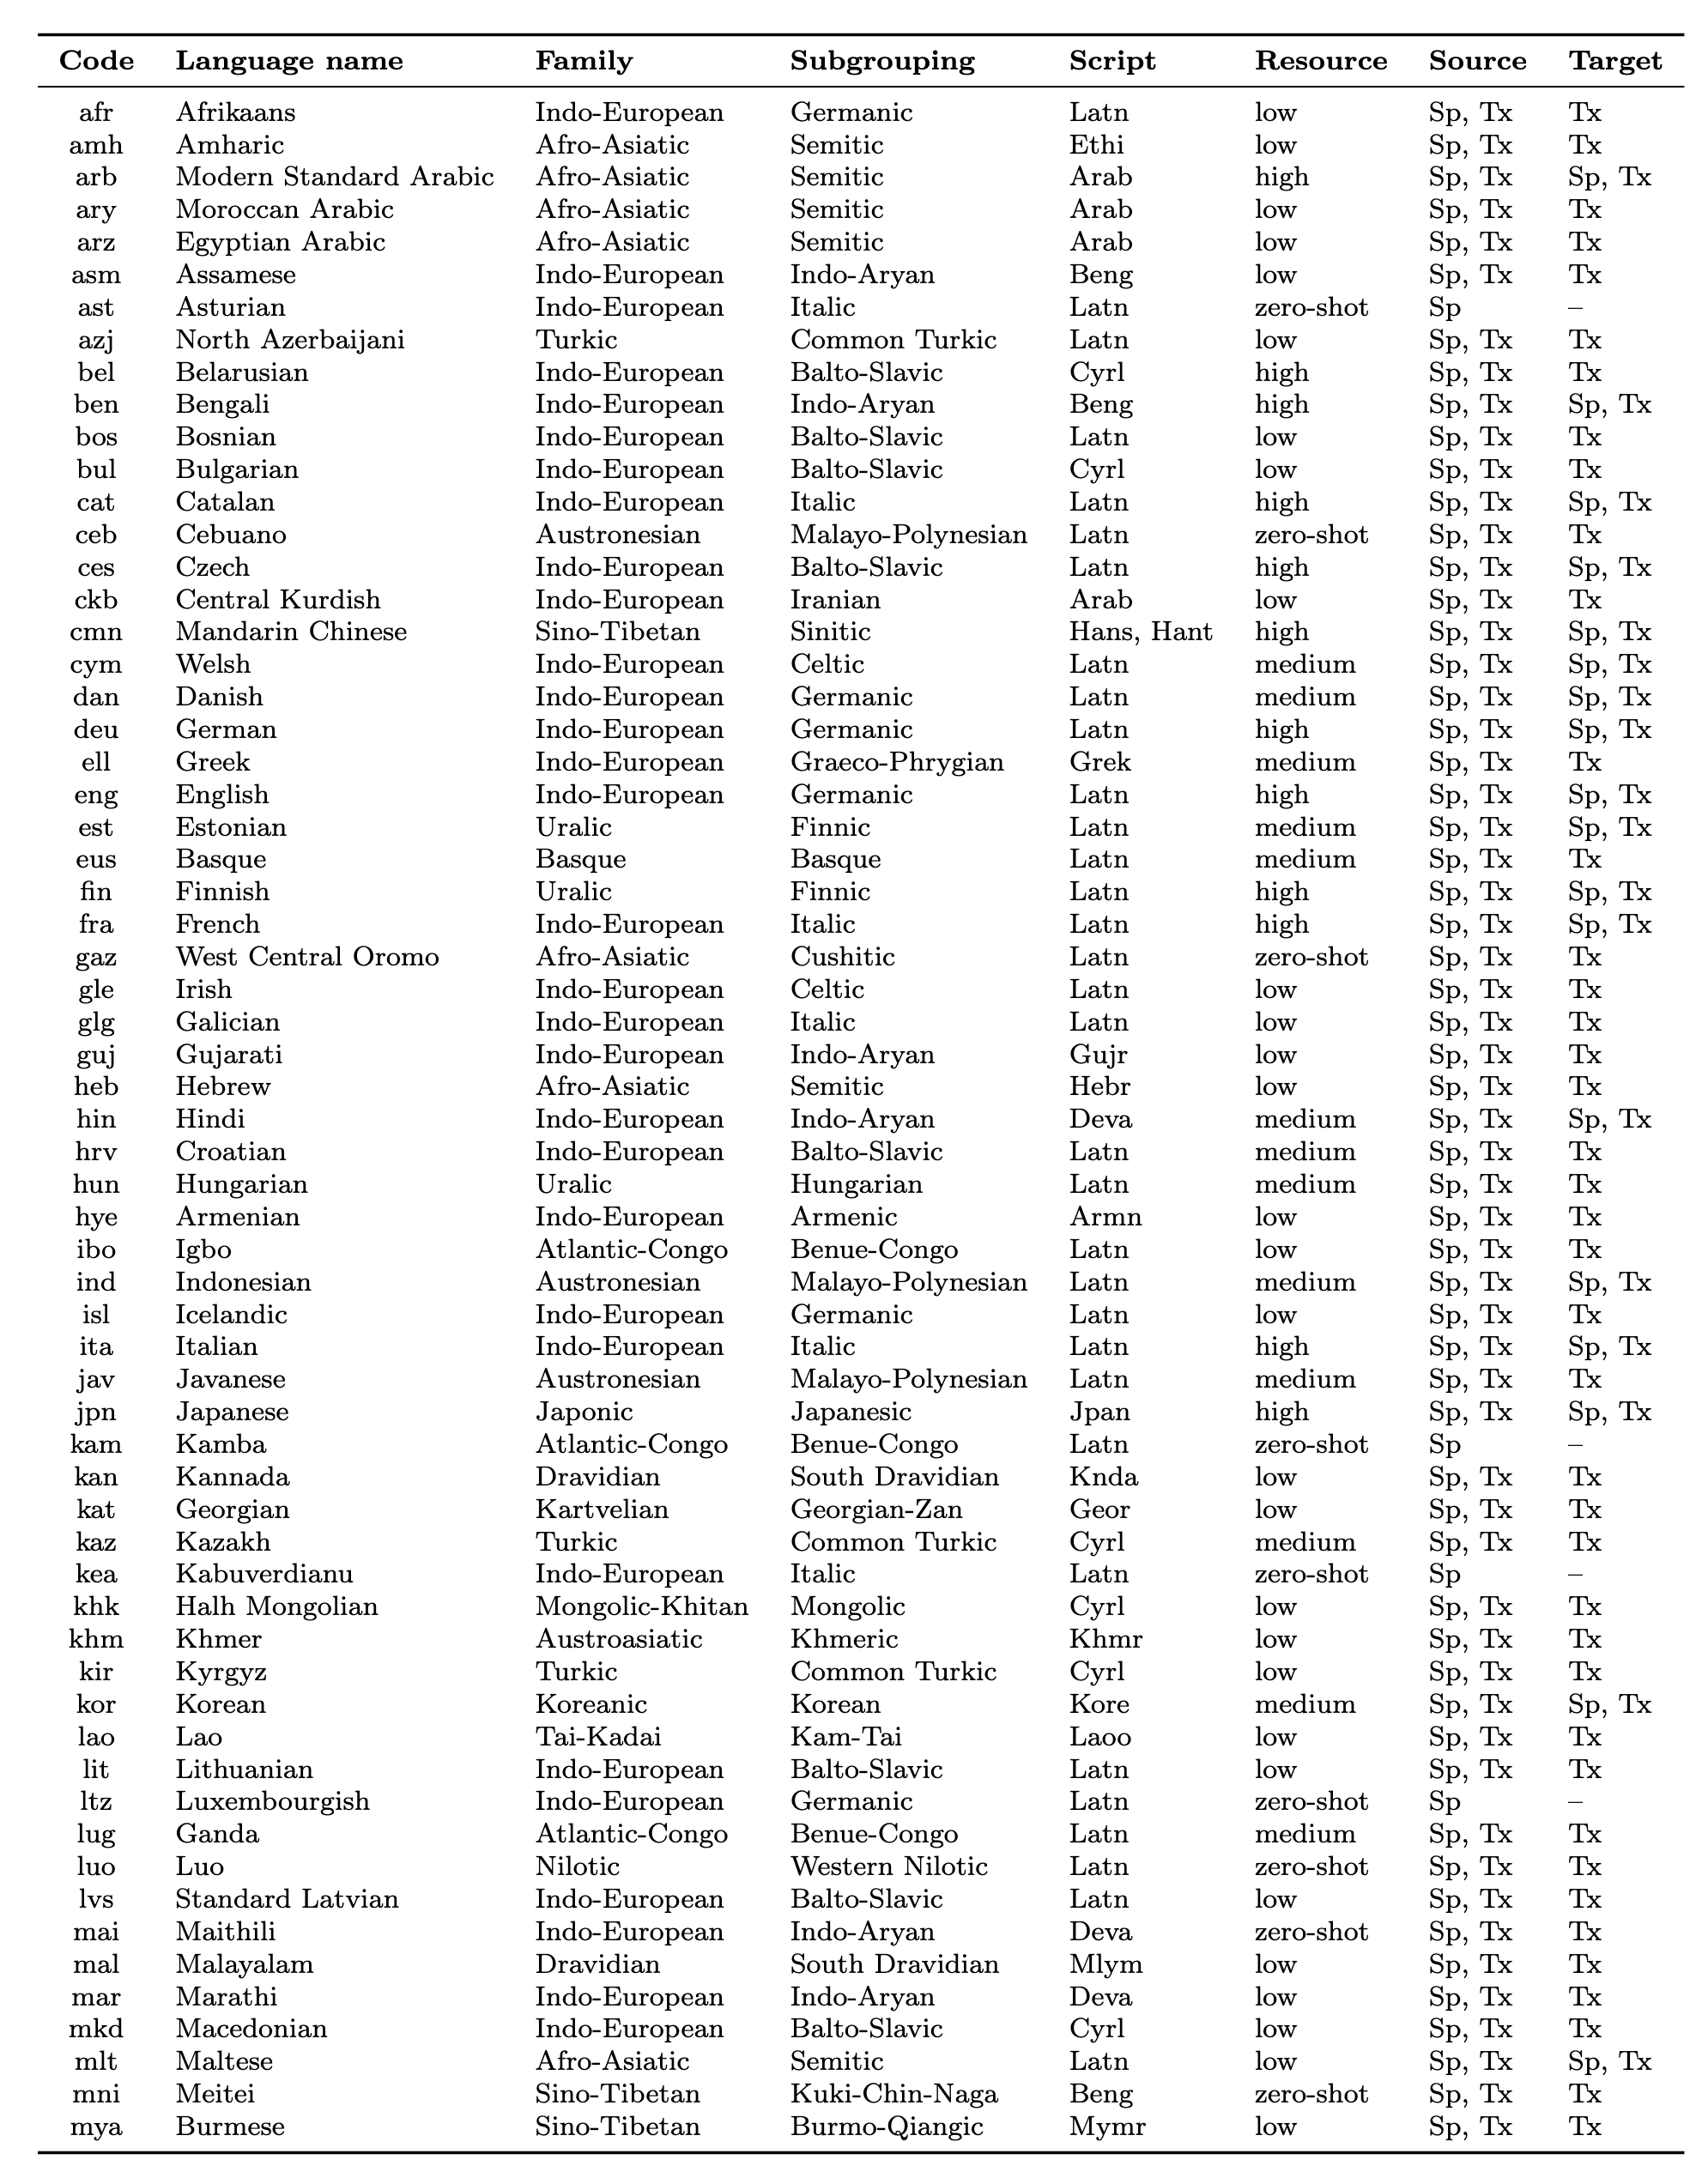 Code Language name Family Subgrouping Script Resource Source Target
afr Afrikaans Indo-European Germanic Latn low Sp, Tx Tx
amh Amharic Afro-Asiatic Semitic Ethi low Sp, Tx Tx
arb Modern Standard Arabic Afro-Asiatic Semitic Arab high Sp, Tx Sp, Tx
ary Moroccan Arabic Afro-Asiatic Semitic Arab low Sp, Tx Tx
arz Egyptian Arabic Afro-Asiatic Semitic Arab low Sp, Tx Tx
asm Assamese Indo-European Indo-Aryan Beng low Sp, Tx Tx
ast Asturian Indo-European Italic Latn zero-shot Sp –
azj North Azerbaijani Turkic Common Turkic Latn low Sp, Tx Tx
bel Belarusian Indo-European Balto-Slavic Cyrl high Sp, Tx Tx
ben Bengali Indo-European Indo-Aryan Beng high Sp, Tx Sp, Tx
bos Bosnian Indo-European Balto-Slavic Latn low Sp, Tx Tx
bul Bulgarian Indo-European Balto-Slavic Cyrl low Sp, Tx Tx
cat Catalan Indo-European Italic Latn high Sp, Tx Sp, Tx
ceb Cebuano Austronesian Malayo-Polynesian Latn zero-shot Sp, Tx Tx
ces Czech Indo-European Balto-Slavic Latn high Sp, Tx Sp, Tx
ckb Central Kurdish Indo-European Iranian Arab low Sp, Tx Tx
cmn Mandarin Chinese Sino-Tibetan Sinitic Hans, Hant high Sp, Tx Sp, Tx
cym Welsh Indo-European Celtic Latn medium Sp, Tx Sp, Tx
dan Danish Indo-European Germanic Latn medium Sp, Tx Sp, Tx
deu German Indo-European Germanic Latn high Sp, Tx Sp, Tx
ell Greek Indo-European Graeco-Phrygian Grek medium Sp, Tx Tx
eng English Indo-European Germanic Latn high Sp, Tx Sp, Tx
est Estonian Uralic Finnic Latn medium Sp, Tx Sp, Tx
eus Basque Basque Basque Latn medium Sp, Tx Tx
fin Finnish Uralic Finnic Latn high Sp, Tx Sp, Tx
fra French Indo-European Italic Latn high Sp, Tx Sp, Tx
gaz West Central Oromo Afro-Asiatic Cushitic Latn zero-shot Sp, Tx Tx
gle Irish Indo-European Celtic Latn low Sp, Tx Tx
glg Galician Indo-European Italic Latn low Sp, Tx Tx
guj Gujarati Indo-European Indo-Aryan Gujr low Sp, Tx Tx
heb Hebrew Afro-Asiatic Semitic Hebr low Sp, Tx Tx
hin Hindi Indo-European Indo-Aryan Deva medium Sp, Tx Sp, Tx
hrv Croatian Indo-European Balto-Slavic Latn medium Sp, Tx Tx
hun Hungarian Uralic Hungarian Latn medium Sp, Tx Tx
hye Armenian Indo-European Armenic Armn low Sp, Tx Tx
ibo Igbo Atlantic-Congo Benue-Congo Latn low Sp, Tx Tx
ind Indonesian Austronesian Malayo-Polynesian Latn medium Sp, Tx Sp, Tx
isl Icelandic Indo-European Germanic Latn low Sp, Tx Tx
ita Italian Indo-European Italic Latn high Sp, Tx Sp, Tx
jav Javanese Austronesian Malayo-Polynesian Latn medium Sp, Tx Tx
jpn Japanese Japonic Japanesic Jpan high Sp, Tx Sp, Tx
kam Kamba Atlantic-Congo Benue-Congo Latn zero-shot Sp –
kan Kannada Dravidian South Dravidian Knda low Sp, Tx Tx
kat Georgian Kartvelian Georgian-Zan Geor low Sp, Tx Tx
kaz Kazakh Turkic Common Turkic Cyrl medium Sp, Tx Tx
kea Kabuverdianu Indo-European Italic Latn zero-shot Sp –
khk Halh Mongolian Mongolic-Khitan Mongolic Cyrl low Sp, Tx Tx
khm Khmer Austroasiatic Khmeric Khmr low Sp, Tx Tx
kir Kyrgyz Turkic Common Turkic Cyrl low Sp, Tx Tx
kor Korean Koreanic Korean Kore medium Sp, Tx Sp, Tx
lao Lao Tai-Kadai Kam-Tai Laoo low Sp, Tx Tx
lit Lithuanian Indo-European Balto-Slavic Latn low Sp, Tx Tx
ltz Luxembourgish Indo-European Germanic Latn zero-shot Sp –
lug Ganda Atlantic-Congo Benue-Congo Latn medium Sp, Tx Tx
luo Luo Nilotic Western Nilotic Latn zero-shot Sp, Tx Tx
lvs Standard Latvian Indo-European Balto-Slavic Latn low Sp, Tx Tx
mai Maithili Indo-European Indo-Aryan Deva zero-shot Sp, Tx Tx
mal Malayalam Dravidian South Dravidian Mlym low Sp, Tx Tx
mar Marathi Indo-European Indo-Aryan Deva low Sp, Tx Tx
mkd Macedonian Indo-European Balto-Slavic Cyrl low Sp, Tx Tx
mlt Maltese Afro-Asiatic Semitic Latn low Sp, Tx Sp, Tx
mni Meitei Sino-Tibetan Kuki-Chin-Naga Beng zero-shot Sp, Tx Tx
mya Burmese Sino-Tibetan Burmo-Qiangic Mymr low Sp, Tx Tx